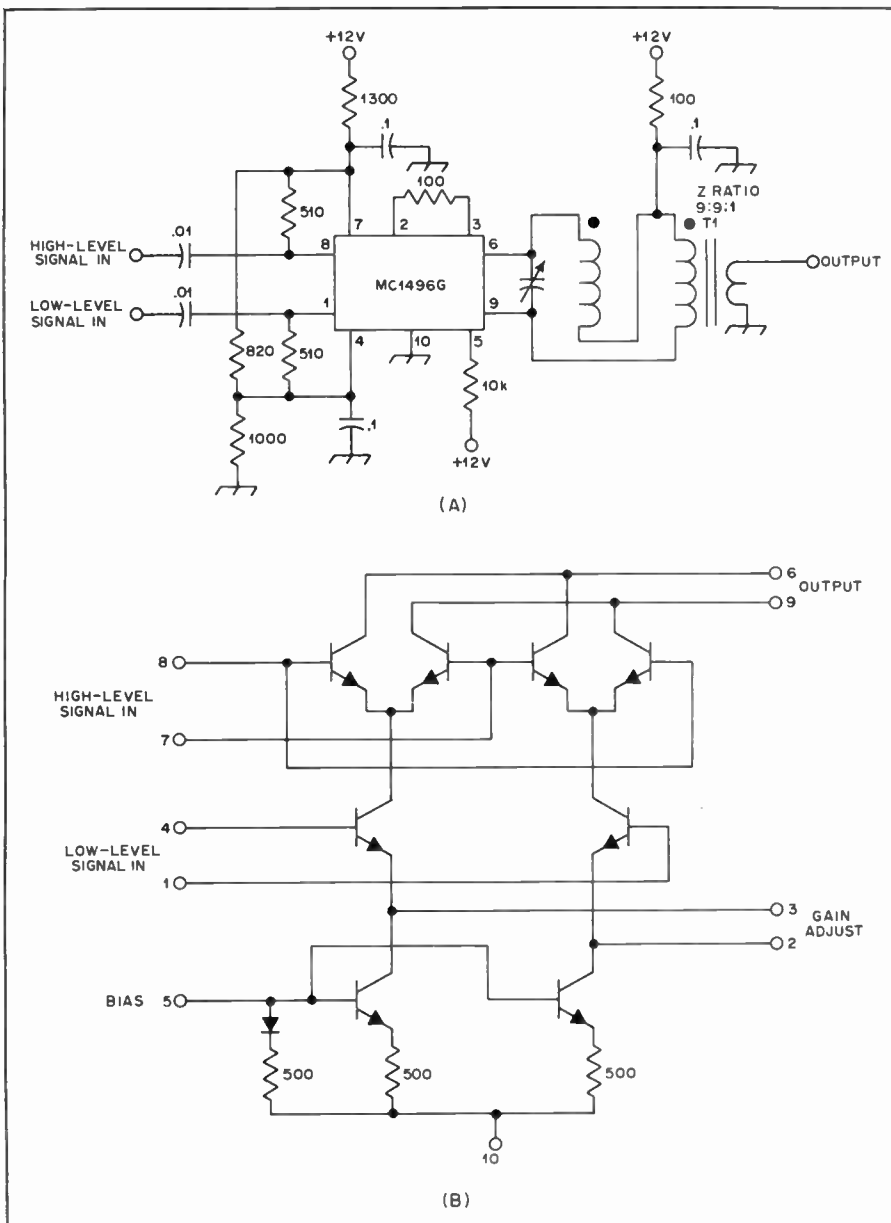 +12V
+12V
1300
100
.1
.1
100
Z RATIO
9:9:1
T1
510
7
2
3
.01
8
6
HIGH-LEVEL
SIGNAL IN
OUTPUT
MC1496G
.01
1
9
LOW-LEVEL
SIGNAL IN
4
10
5
820
510
10k
1000
.1
+12V
(A)
6
OUTPUT
9
8
HIGH-LEVEL
SIGNAL IN
7
4
LOW-LEVEL
SIGNAL IN
1
3
GAIN
ADJUST
2
BIAS
5
500
500
500
10
(B)